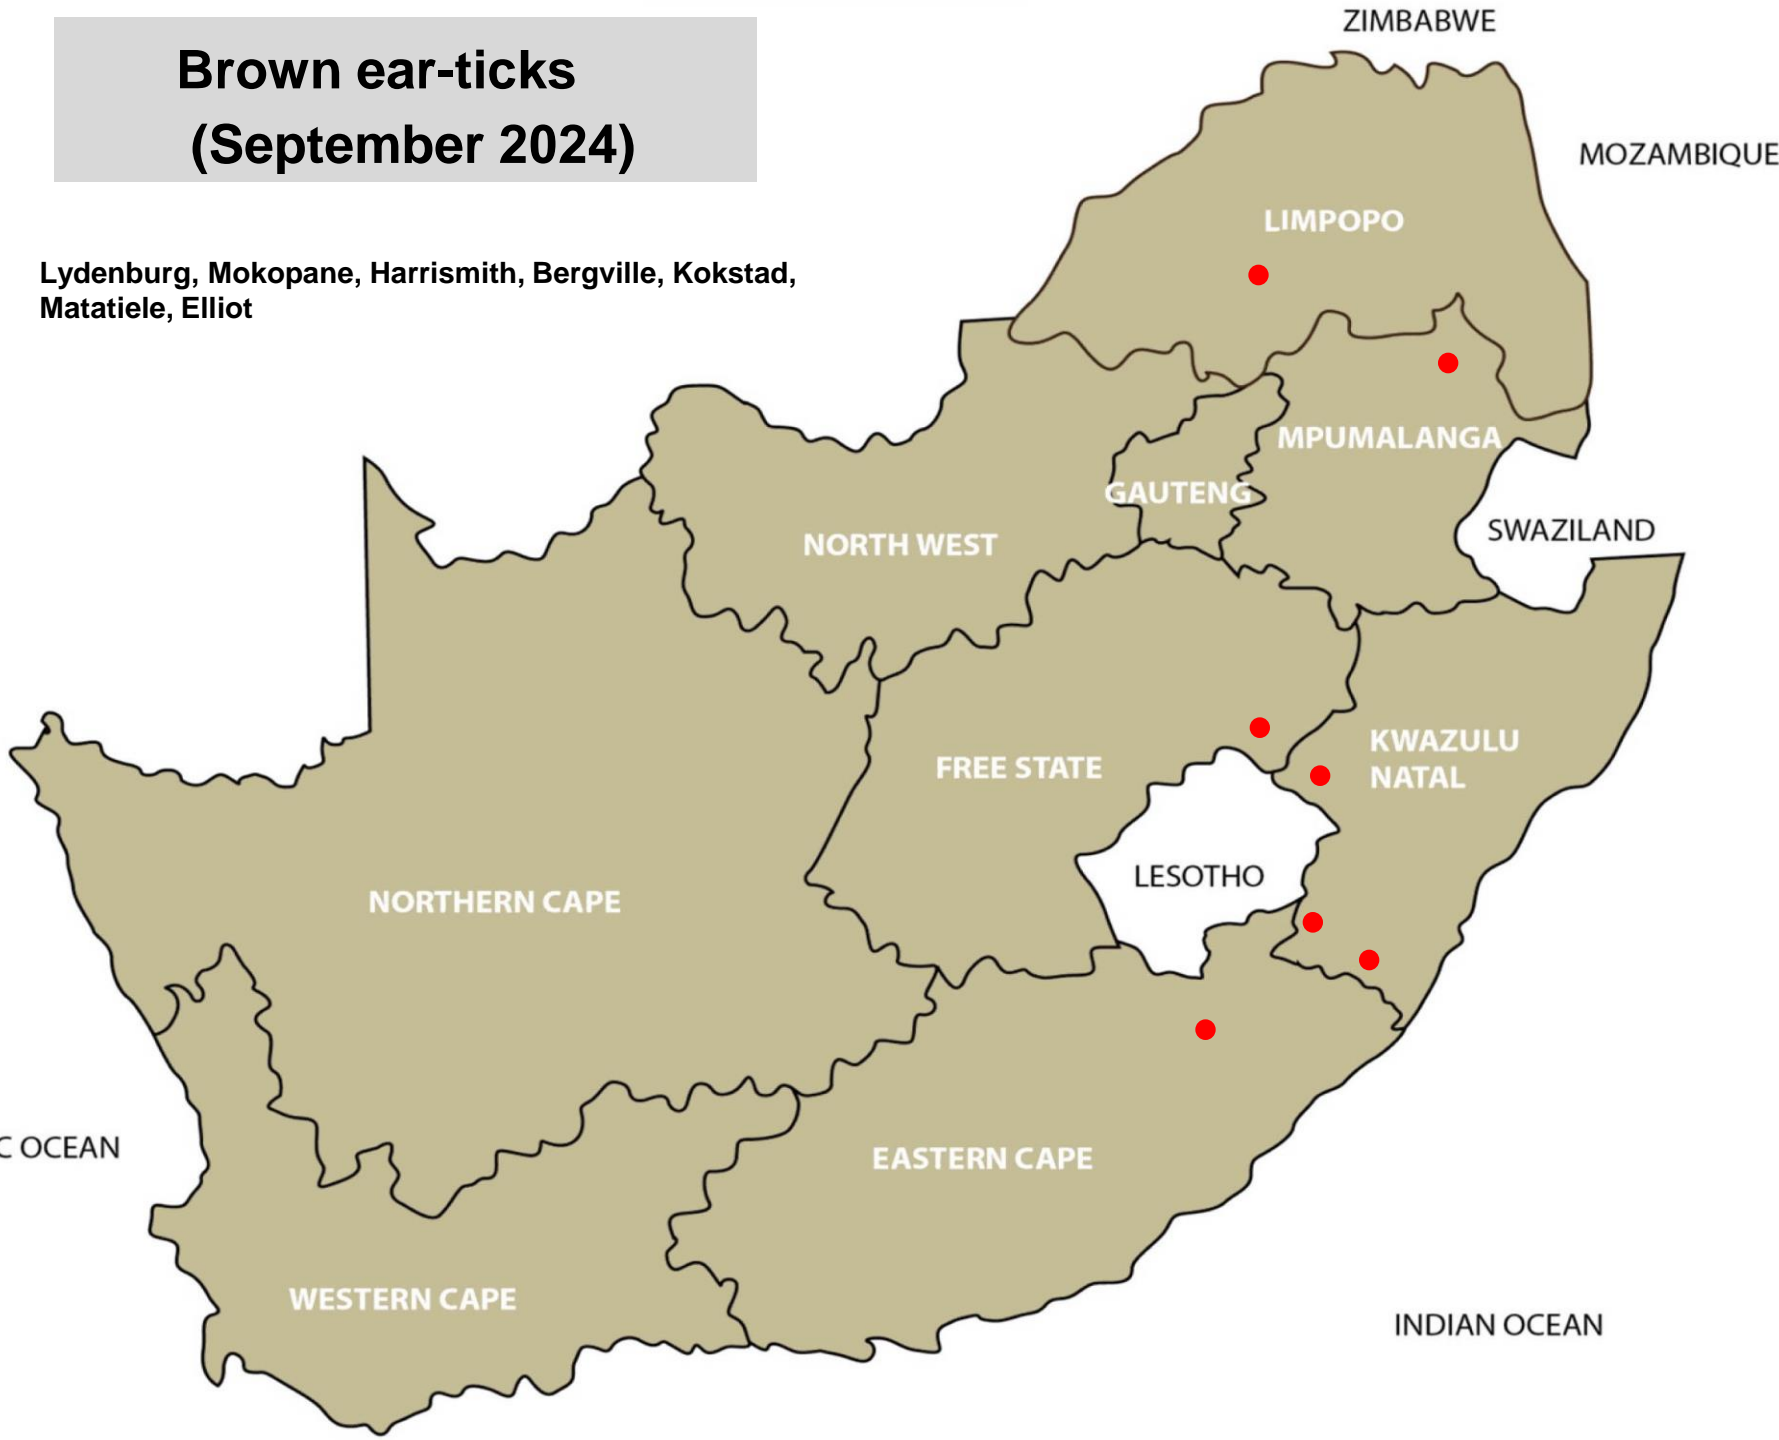 Brown ear-ticks
(September 2024)
Lydenburg, Mokopane, Harrismith, Bergville, Kokstad,
Matatiele, Elliot
ZIMBABWE
MOZAMBIQUE
LIMPOPO
MPUMALANGA
GAUTENG
SWAZILAND
NORTH WEST
KWAZULU
NATAL
FREE STATE
LESOTHO
NORTHERN CAPE
C OCEAN
EASTERN CAPE
WESTERN CAPE
INDIAN OCEAN